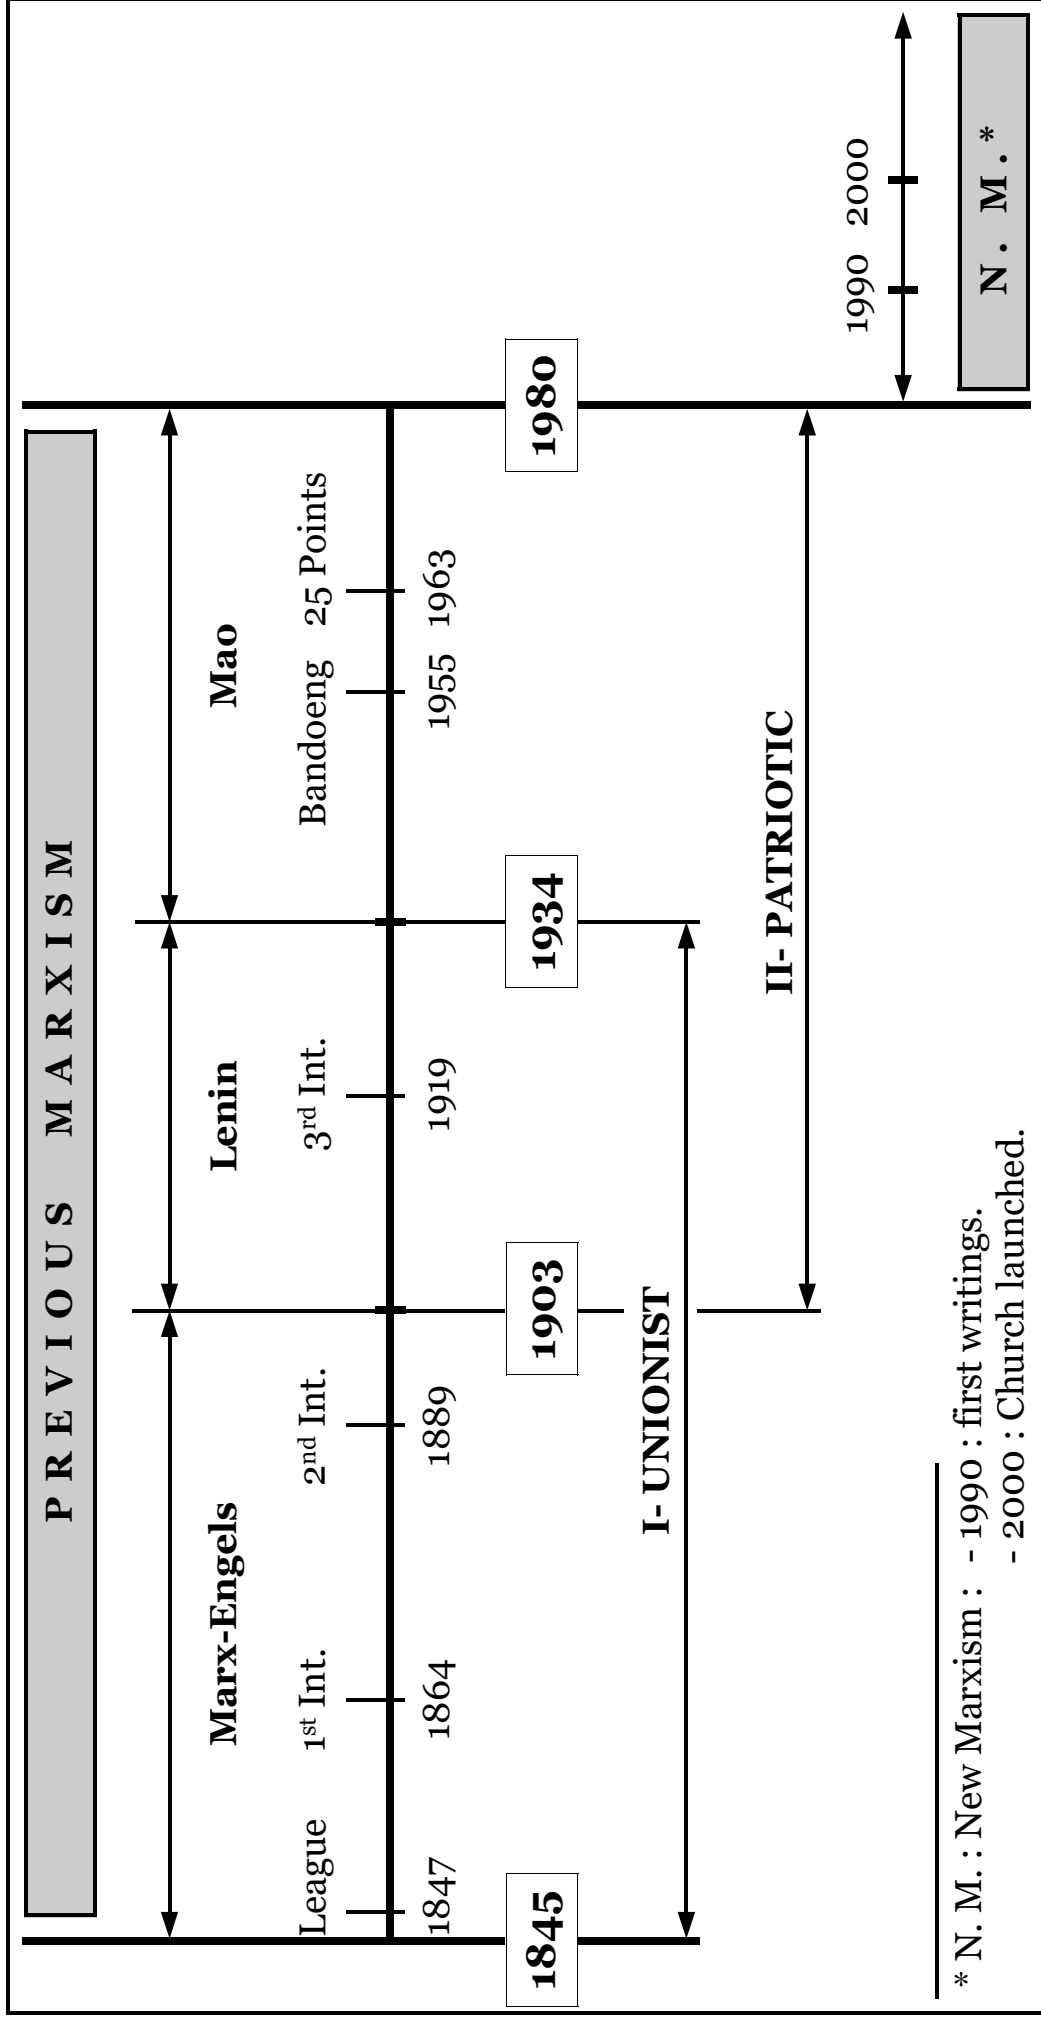 PREVIOUS MARXISM
Marx-Engels
Lenin
Mao
League
1st Int.
2nd Int.
3rd Int.
Bandoeng
25 Points
1847
1864
1889
1919
1955
1963
1845
1903
1934
1980
I- UNIONIST
II- PATRIOTIC
1990
2000
N. M.*
* N. M. : New Marxism : - 1990 : first writings.
- 2000 : Church launched.